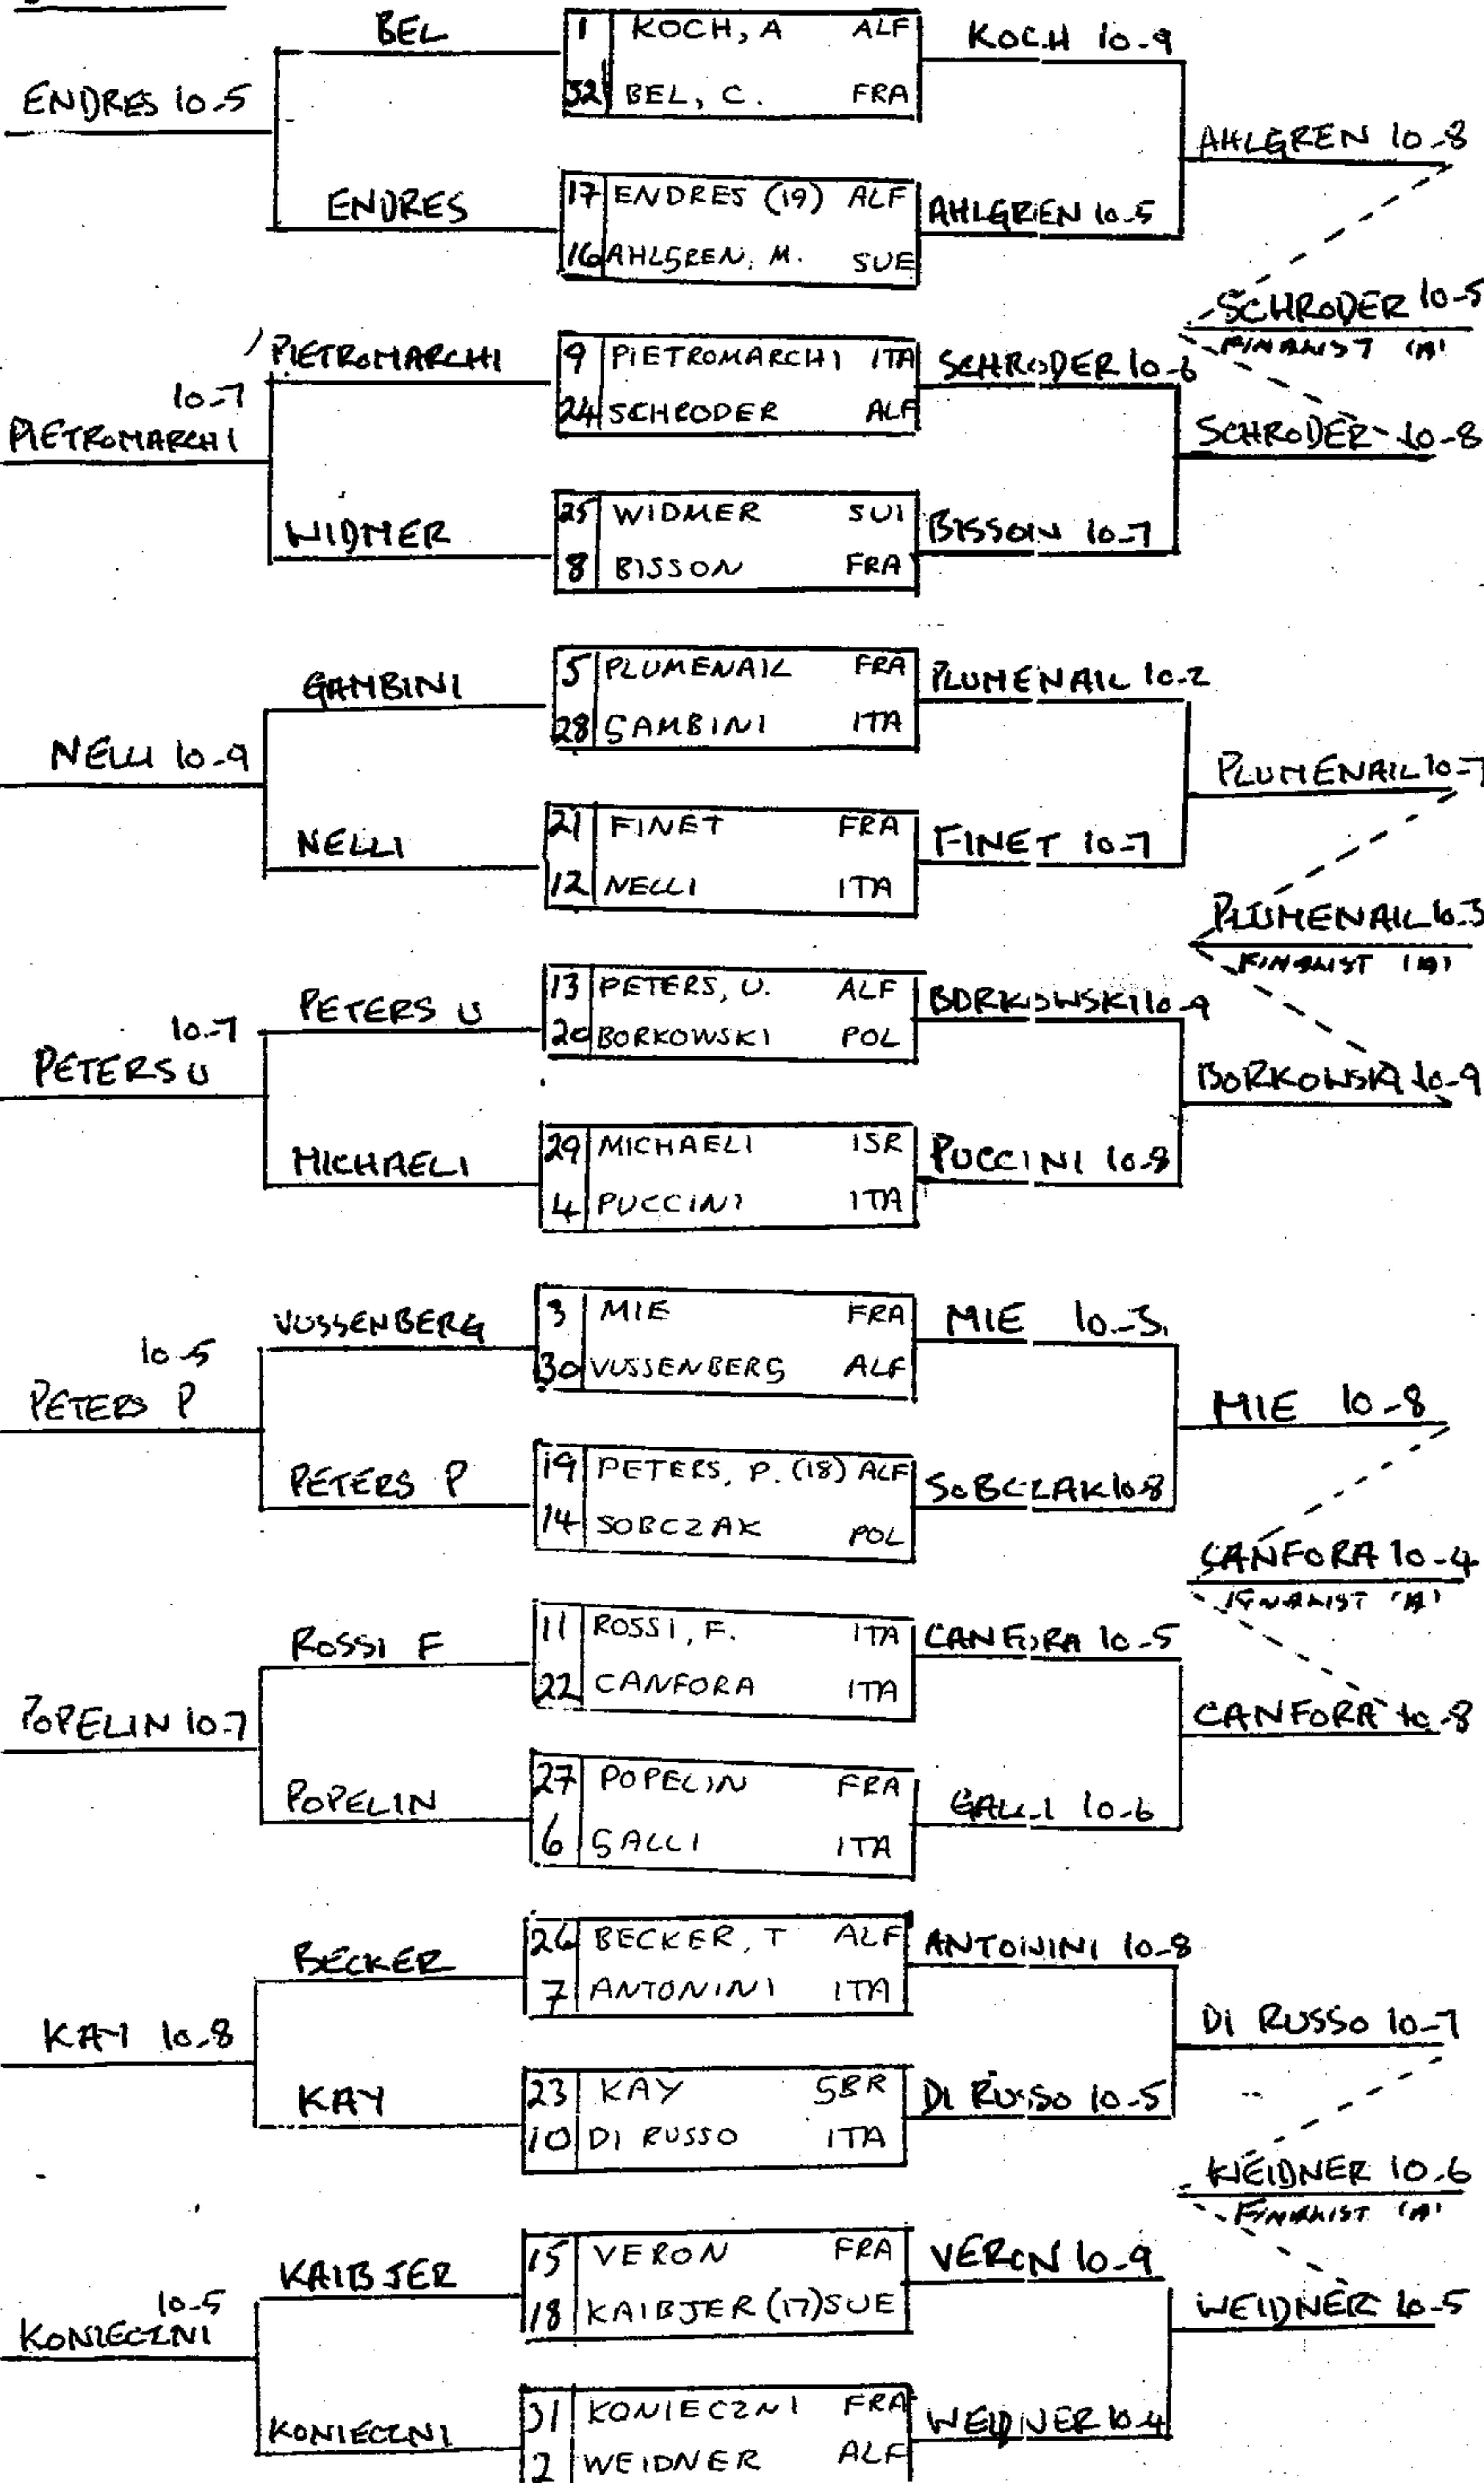 BEL
1 KOCH, A ALF
KOCH 10-9
ENDRES 10-5
32 BEL, C. FRA
AHLGREN 10-8
ENDRES
17 ENDRES (19) ALF
AHLGREN 10-5
16 AHLGREN, M. SUE
SCHRODER 10-5
FINALIST 'A'
PIETROMARCHI
9 PIETROMARCHI ITA
SCHRODER 10-6
10-7
PIETROMARCHI
24 SCHRODER ALF
SCHRODER 10-8
WIDMER
25 WIDMER SUI
BISSON 10-7
8 BISSON FRA
GAMBINI
5 PLUMENAIL FRA
PLUMENAIL 10-2
28 GAMBINI ITA
NELLI 10-9
PLUMENAIL 10-7
NELLI
21 FINET FRA
FINET 10-7
12 NELLI ITA
PLUMENAIL 10-3
FINALIST (A)
PETERS U
13 PETERS, U. ALF
BORKOWSKI 10-9
10-7
PETERS U
20 BORKOWSKI POL
BORKOWSKI 10-9
MICHAELI
29 MICHAELI ISR
PUCCINI 10-8
4 PUCCINI ITA
VUSSENBERG
3 MIE FRA
MIE 10-3
10-5
PETERS P
30 VUSSENBERG ALF
MIE 10-8
PETERS P
19 PETERS, P. (18) ALF
SOBCZAK 10-8
14 SOBCZAK POL
CANFORA 10-4
FINALIST 'A'
ROSSI F
11 ROSSI, F. ITA
CANFORA 10-5
22 CANFORA ITA
POPELIN 10-7
CANFORA 10-8
POPELIN
27 POPELIN FRA
GALLI 10-6
6 GALLI ITA
BECKER
26 BECKER, T ALF
ANTONINI 10-8
7 ANTONINI ITA
KAY 10-8
DI RUSSO 10-7
KAY
23 KAY GBR
DI RUSSO 10-5
10 DI RUSSO ITA
WEIDNER 10-6
FINALIST 'A'
KAIBJER
15 VERON FRA
VERON 10-9
10-5
KONIECZNI
18 KAIBJER (17) SUE
WEIDNER 10-5
KONIECZNI
31 KONIECZNI FRA
WEIDNER 10-4
2 WEIDNER ALF